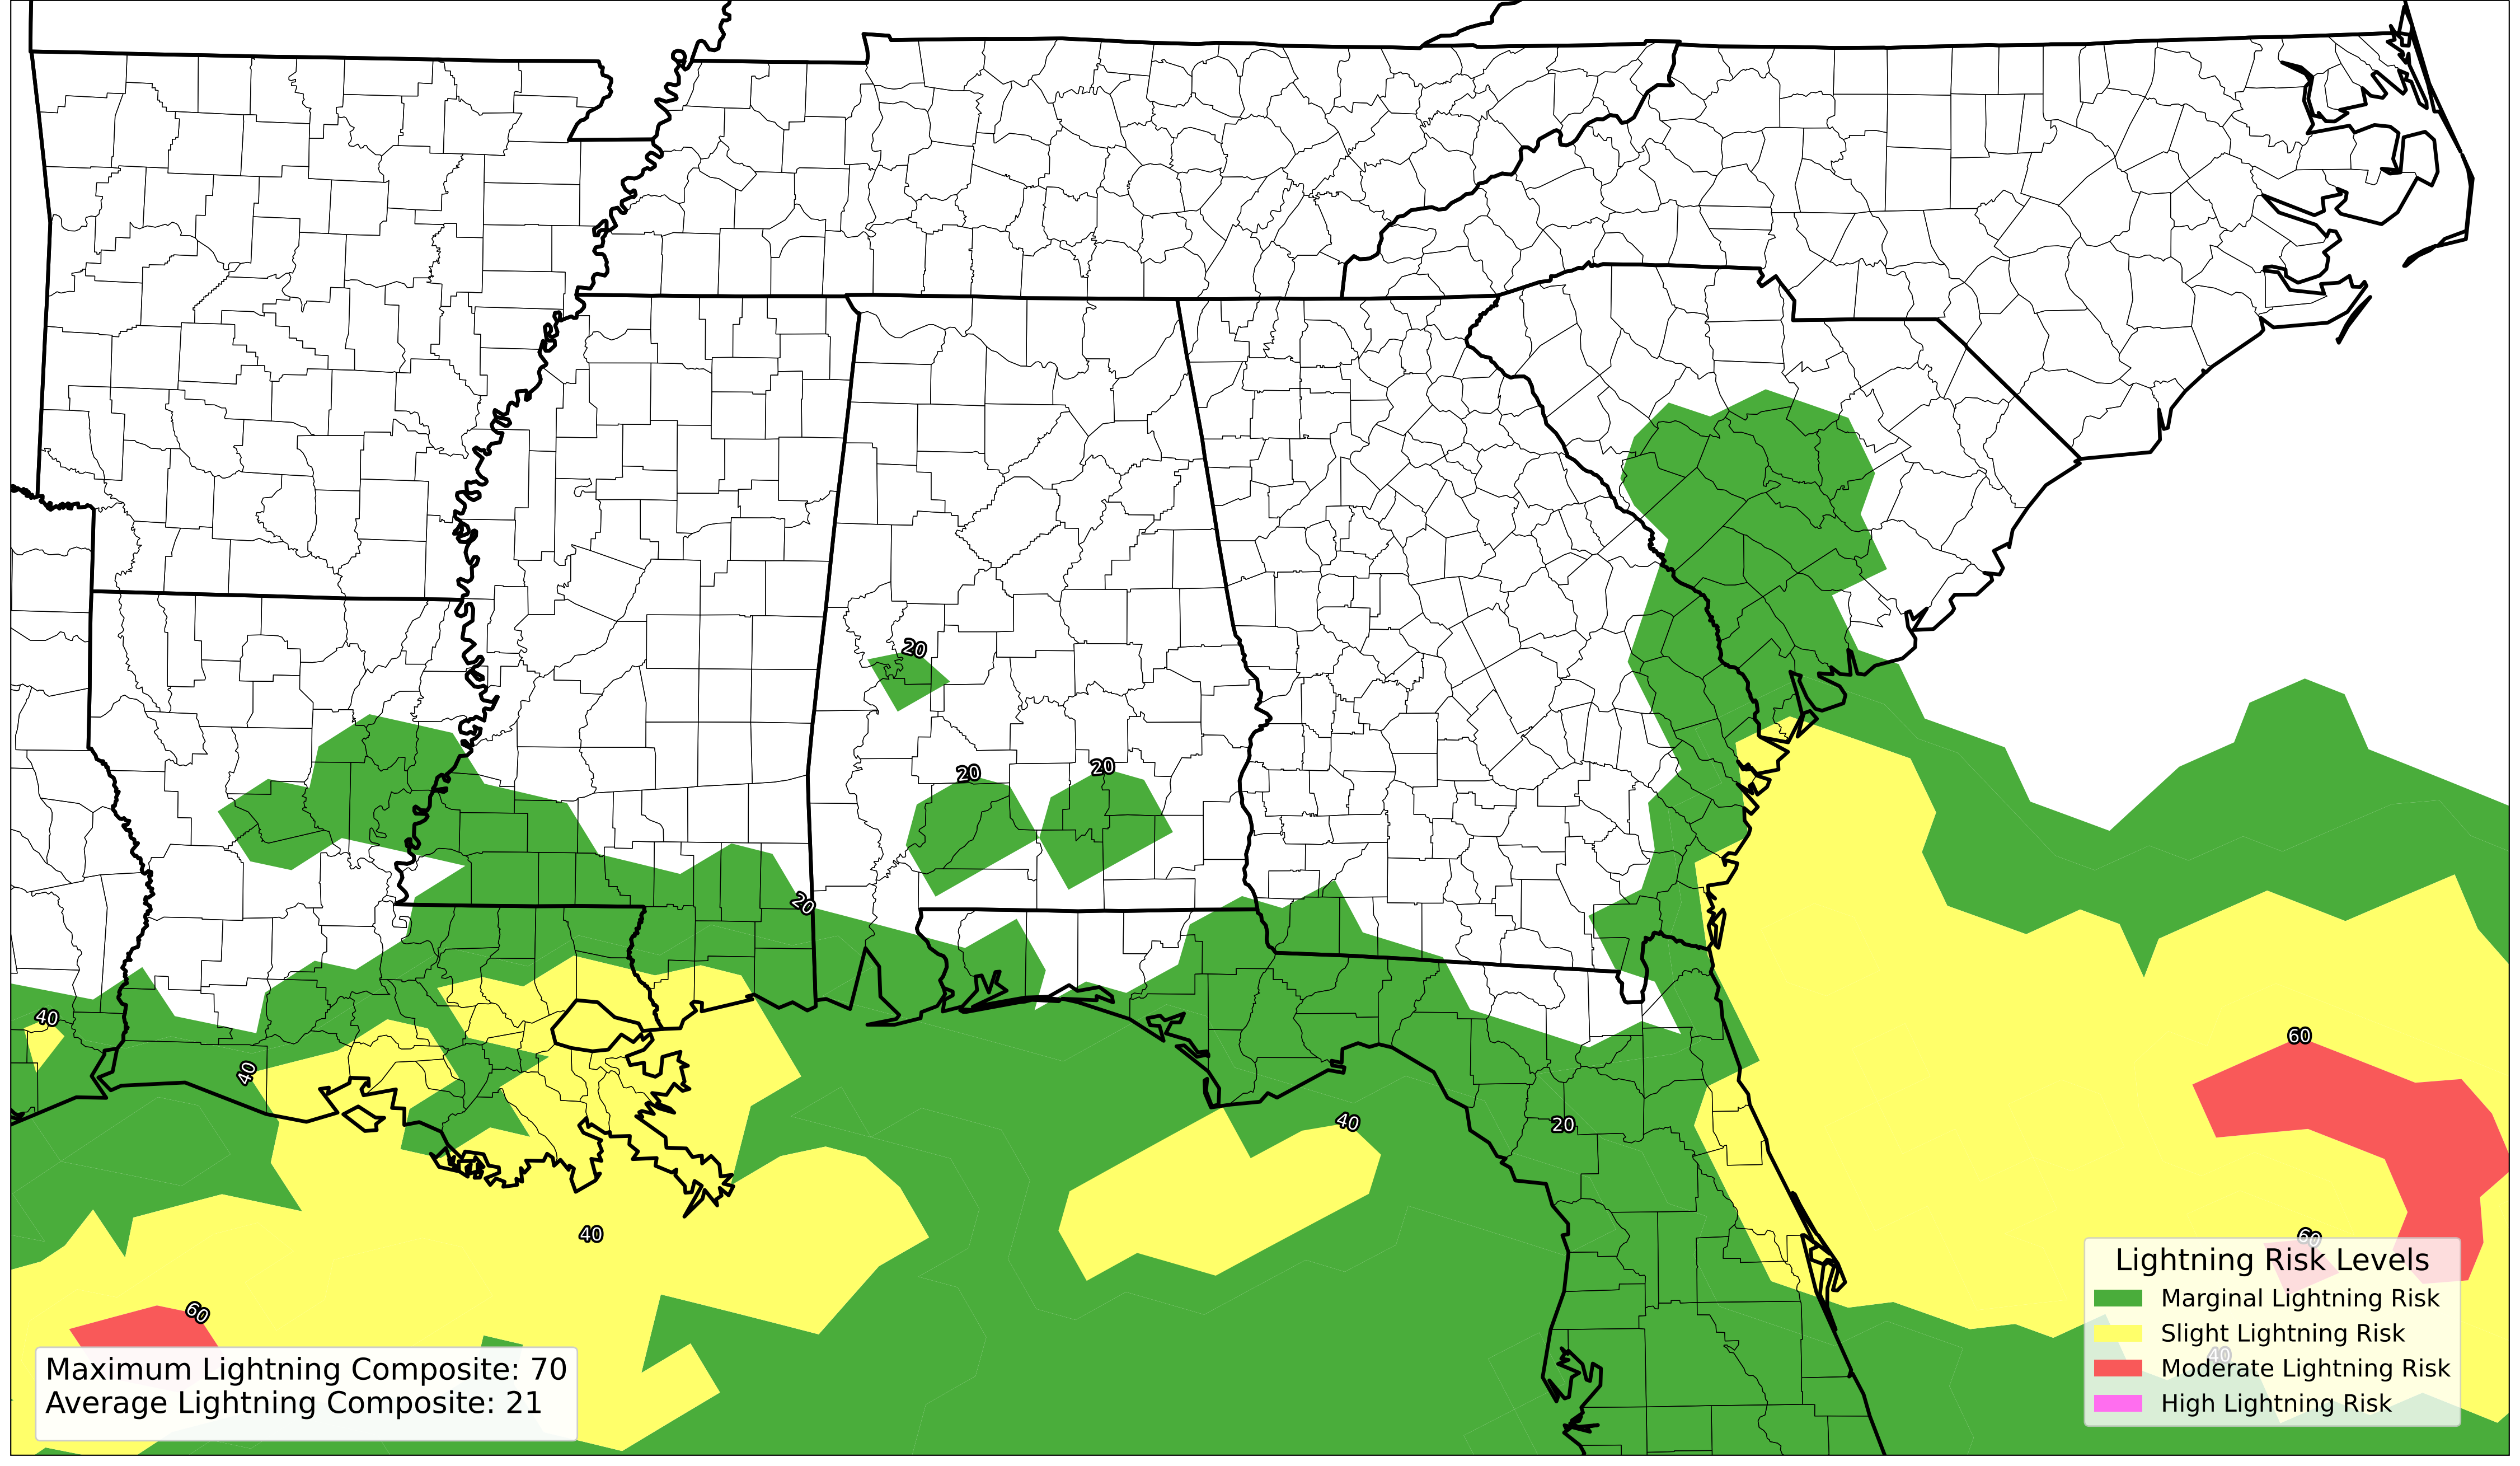 20
20
20
20
40
60
40
40
20
40
60
60
40
Maximum Lightning Composite: 70
Average Lightning Composite: 21
Lightning Risk Levels
Marginal Lightning Risk
Slight Lightning Risk
Moderate Lightning Risk
High Lightning Risk